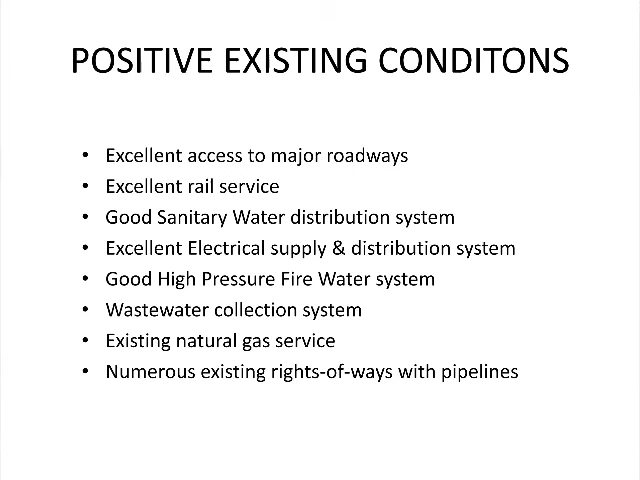 POSITIVE EXISTING CONDITONS
• Excellent access to major roadways
• Excellent rail service
• Good Sanitary Water distribution system
• Excellent Electrical supply & distribution system
• Good High Pressure Fire Water system
• Wastewater collection system
• Existing natural gas service
• Numerous existing rights-of-ways with pipelines